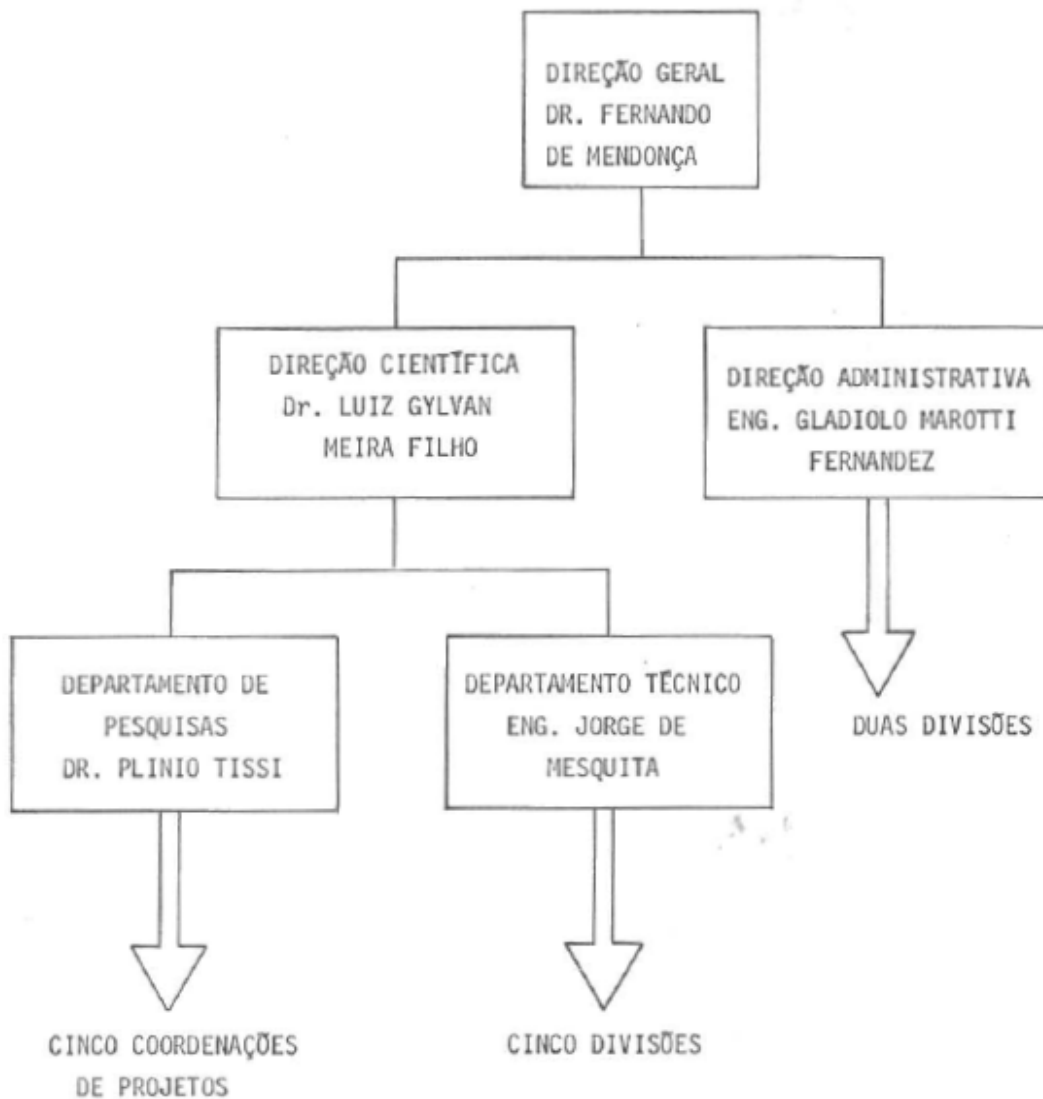 DIREÇÃO GERAL
DR. FERNANDO
DE MENDONÇA
DIREÇÃO CIENTÍFICA
Dr. LUIZ GYLVAN
MEIRA FILHO
DIREÇÃO ADMINISTRATIVA
ENG. GLADIOLO MAROTTI
FERNANDEZ
DEPARTAMENTO DE
PESQUISAS
DR. PLINIO TISSI
DEPARTAMENTO TÉCNICO
ENG. JORGE DE
MESQUITA
DUAS DIVISÕES
CINCO COORDENAÇÕES
DE PROJETOS
CINCO DIVISÕES